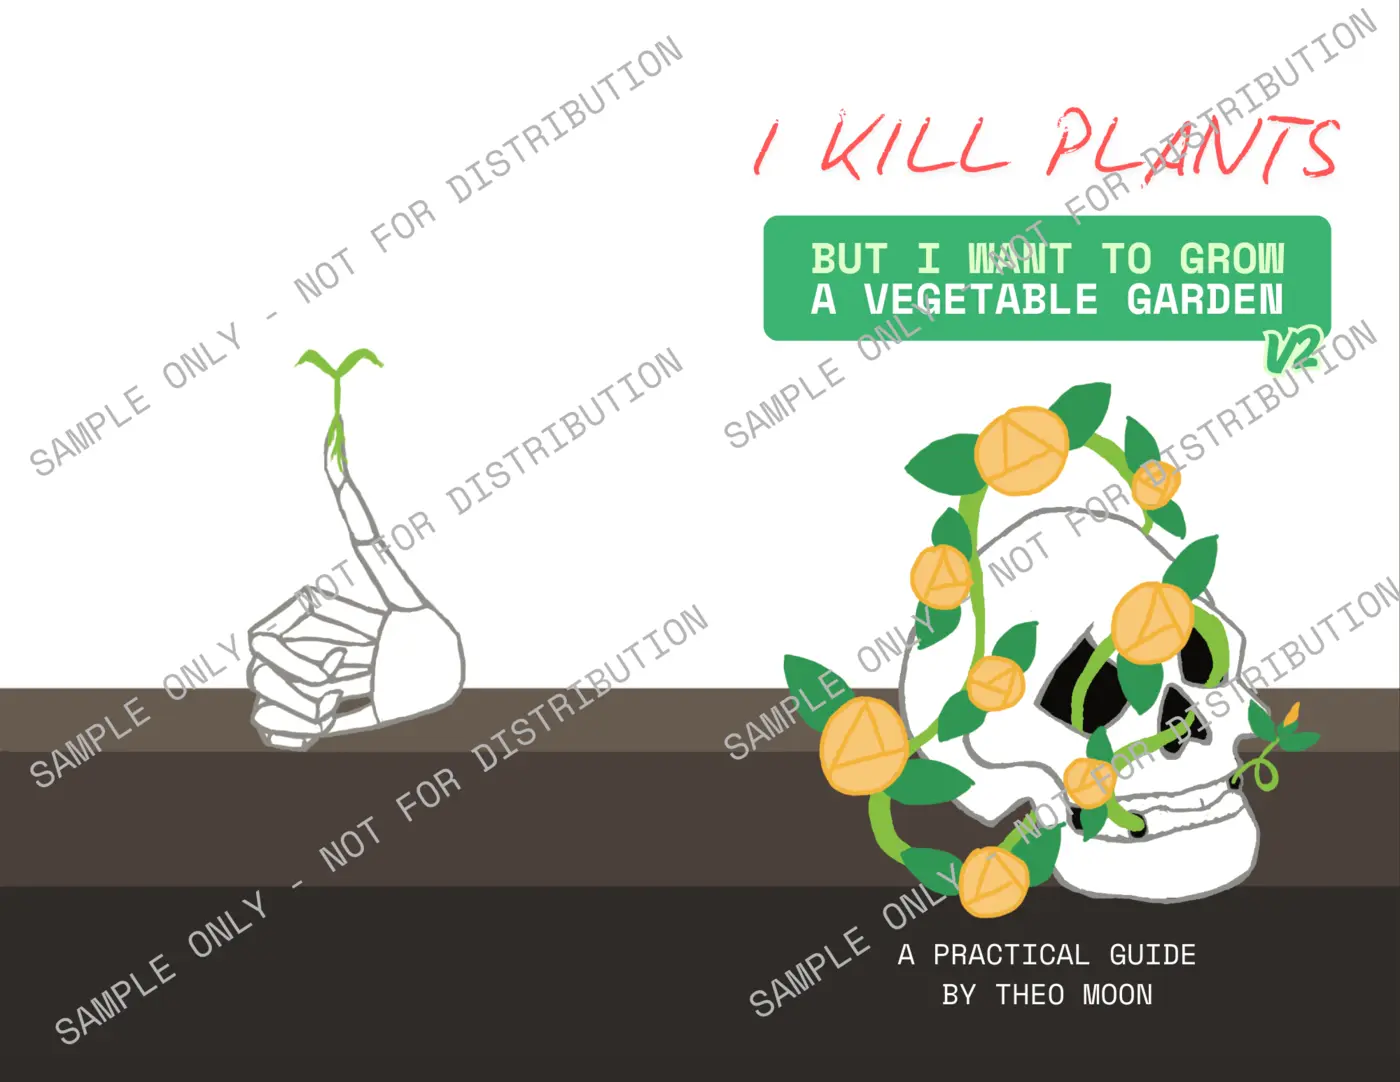 I KILL PLANTS
BUT I WANT TO GROW
A VEGETABLE GARDEN
V2
A PRACTICAL GUIDE
BY THEO MOON
SAMPLE ONLY - NOT FOR DISTRIBUTION
SAMPLE ONLY - NOT FOR DISTRIBUTION
SAMPLE ONLY - NOT FOR DISTRIBUTION
SAMPLE ONLY - NOT FOR DISTRIBUTION
SAMPLE ONLY - NOT FOR DISTRIBUTION
SAMPLE ONLY - NOT FOR DISTRIBUTION